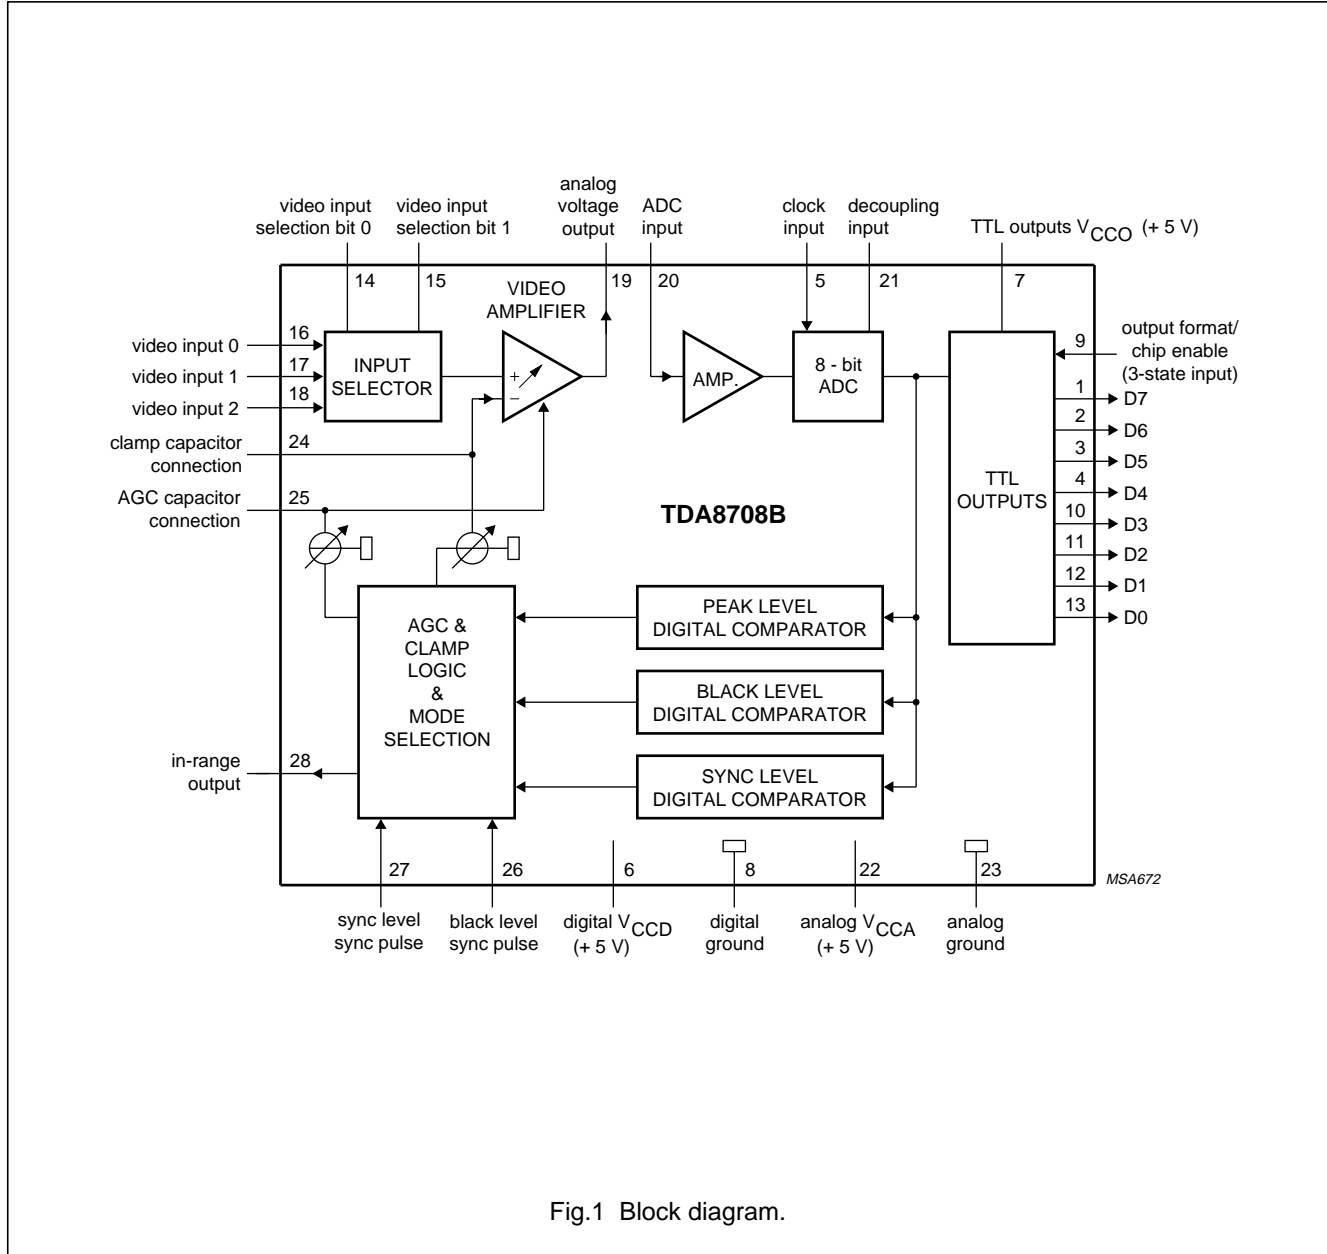 video input
selection bit 0
video input
selection bit 1
analog
voltage
output
ADC
input
clock
input
decoupling
input
TTL outputs VCCO (+ 5 V)
14
15
VIDEO
AMPLIFIER
19
20
5
21
7
video input 0
16
video input 1
17
video input 2
18
INPUT
SELECTOR
+
−
AMP.
8 - bit
ADC
9
output format/
chip enable
(3-state input)
1
D7
2
D6
3
D5
4
D4
10
D3
11
D2
12
D1
13
D0
TTL
OUTPUTS
clamp capacitor
connection
24
AGC capacitor
connection
25
TDA8708B
AGC &
CLAMP
LOGIC
&
MODE
SELECTION
PEAK LEVEL
DIGITAL COMPARATOR
BLACK LEVEL
DIGITAL COMPARATOR
SYNC LEVEL
DIGITAL COMPARATOR
in-range
output
28
27
26
6
8
22
23
MSA672
sync level
sync pulse
black level
sync pulse
digital VCCD
(+ 5 V)
digital
ground
analog VCCA
(+ 5 V)
analog
ground
Fig.1 Block diagram.